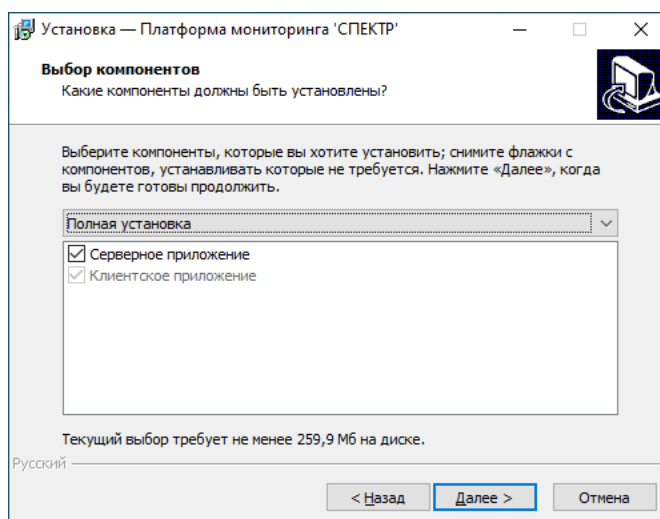 Установка — Платформа мониторинга 'СПЕКТР'
Выбор компонентов
Какие компоненты должны быть установлены?
Выберите компоненты, которые вы хотите установить; снимите флажки с
компонентов, устанавливать которые не требуется. Нажмите «Далее», когда
вы будете готовы продолжить.
Полная установка
Серверное приложение
Клиентское приложение
Текущий выбор требует не менее 259,9 Мб на диске.
Русский
< Назад Далее > Отмена